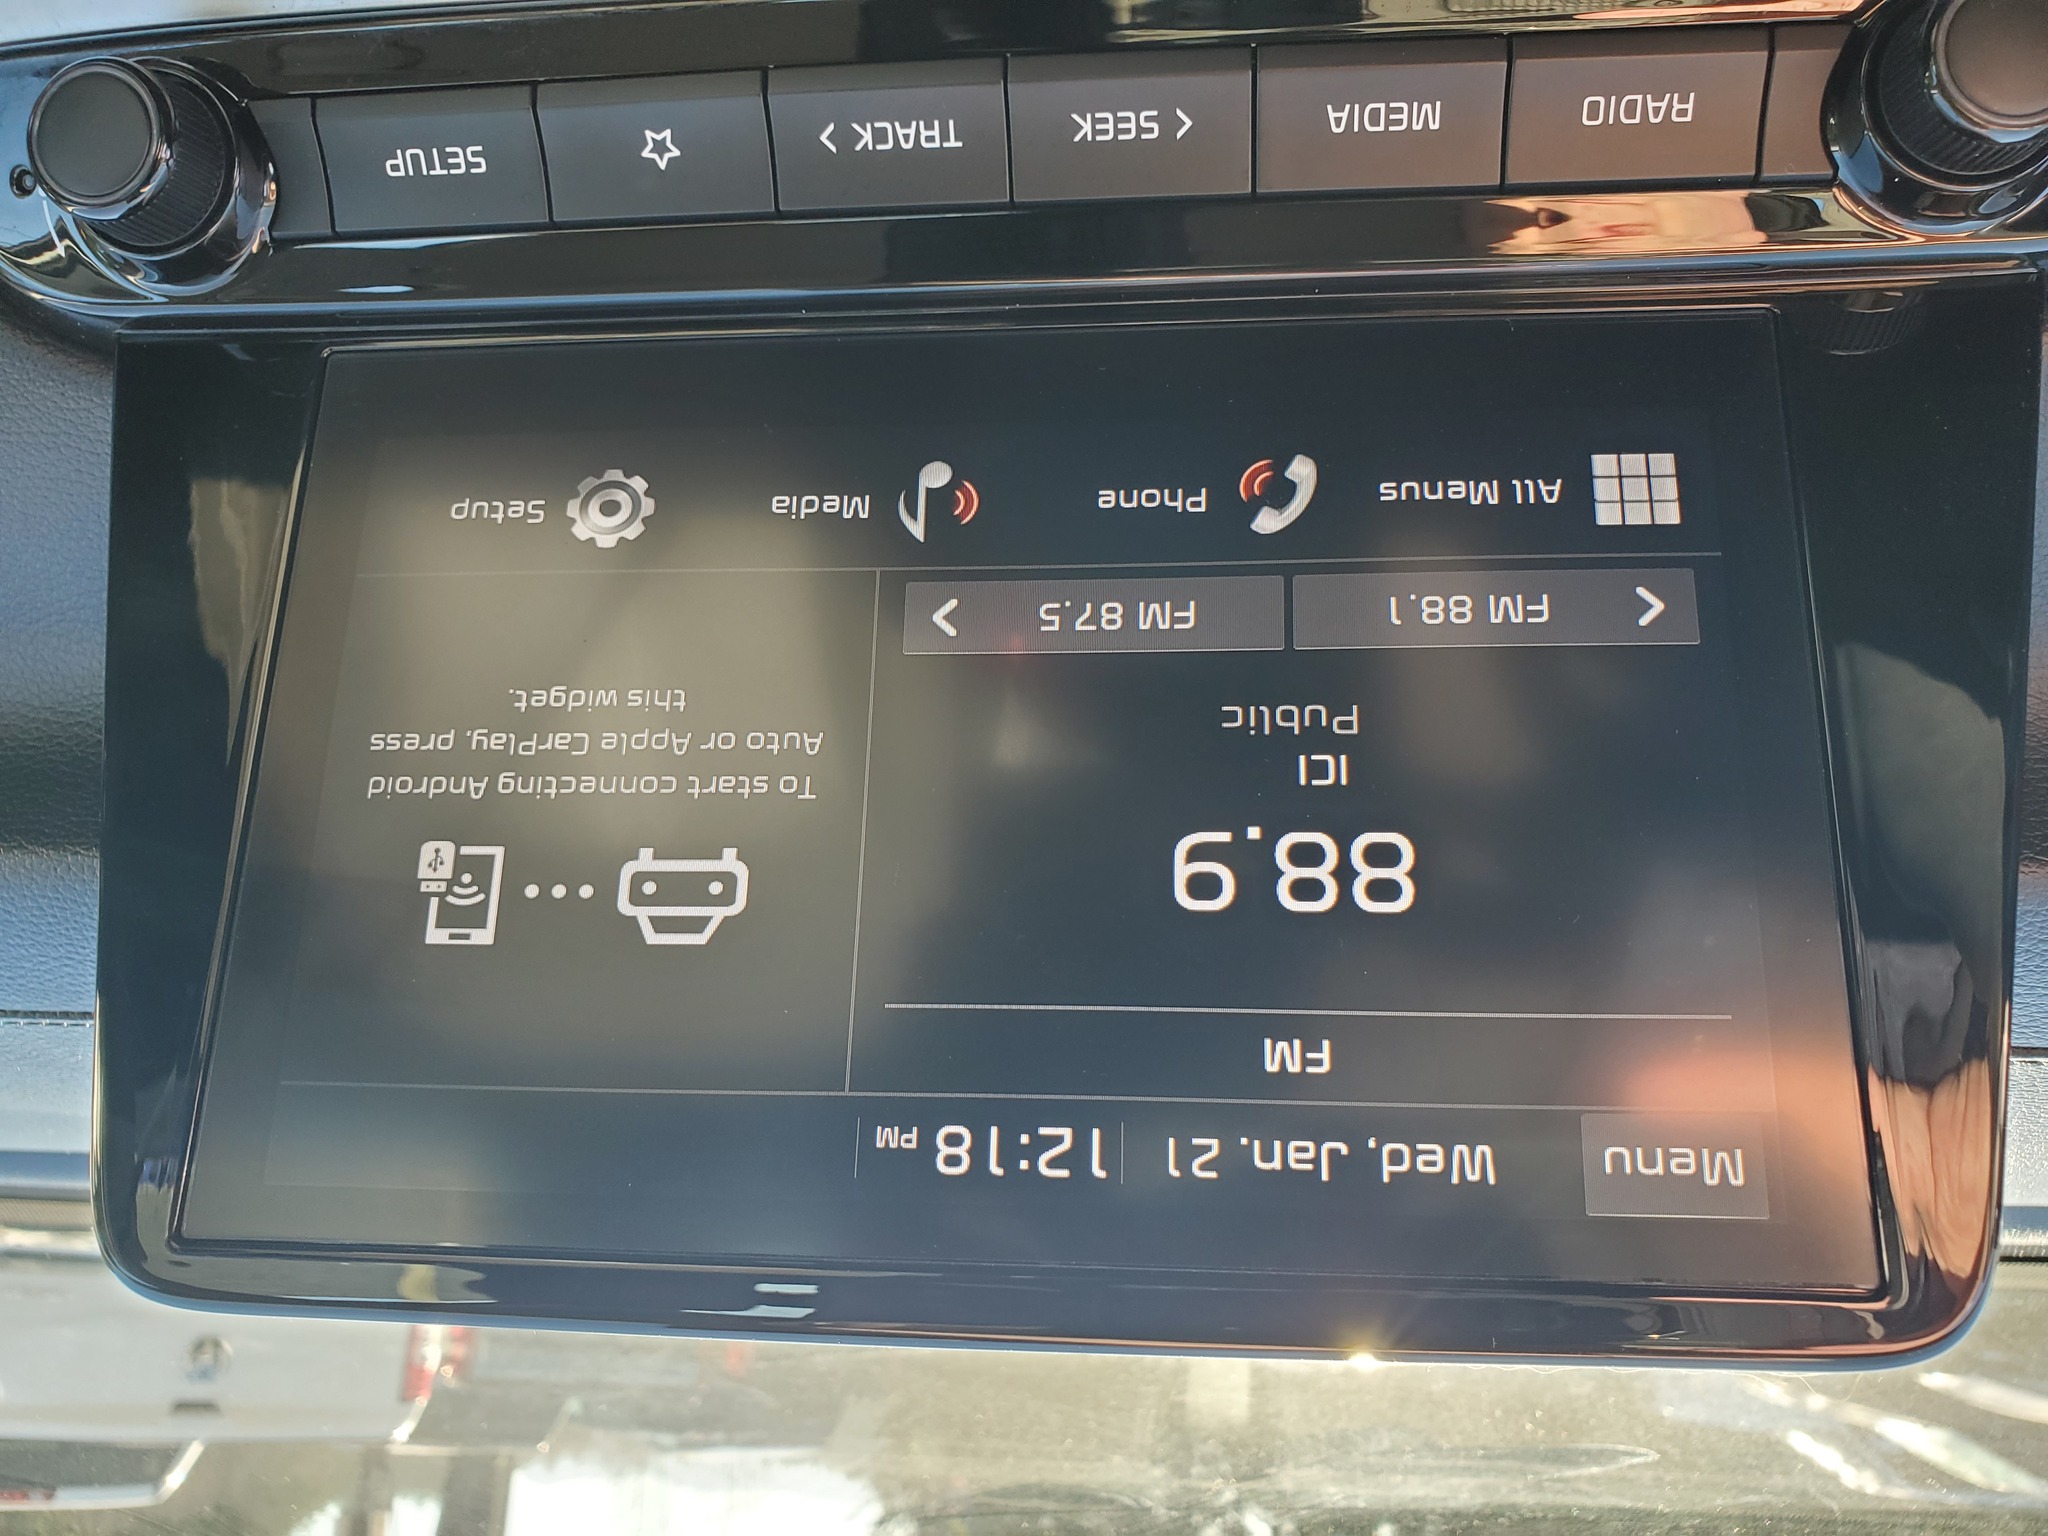 Menu
Wed, Jan. 21
12:18 PM
FM
88.9
ICI
Public
< FM 88.1
FM 87.5 >
To start connecting Android
Auto or Apple CarPlay, press
this widget.
All Menus
Phone
Media
Setup
RADIO
MEDIA
< SEEK
TRACK >
☆
SETUP